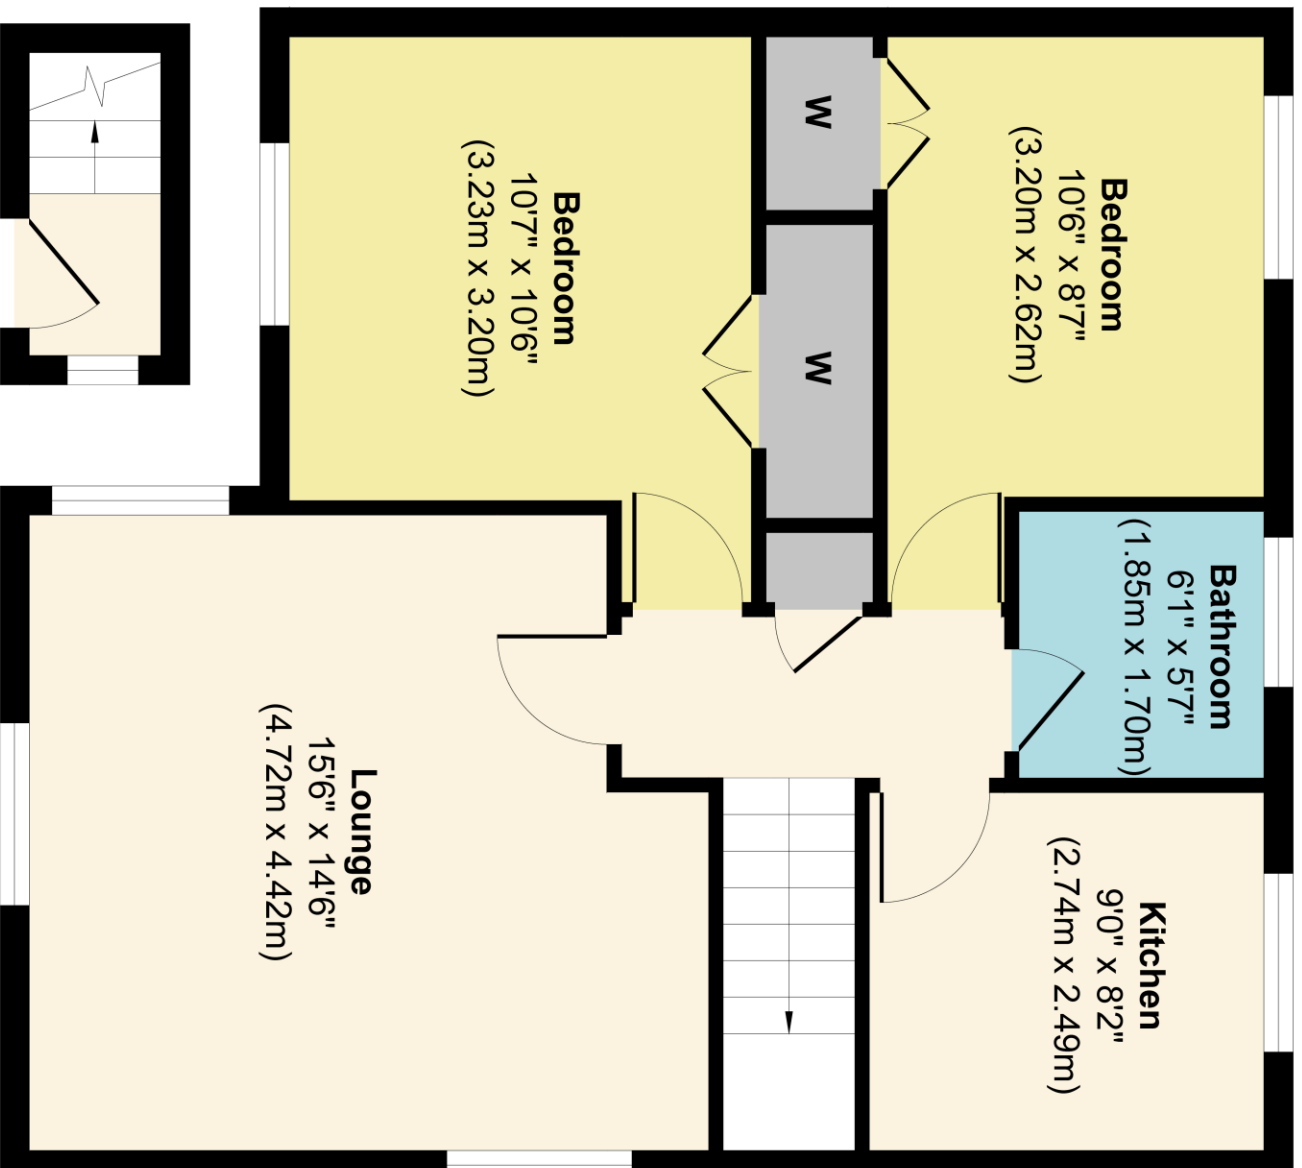 Bedroom
10'7" x 10'6"
(3.23m x 3.20m)
W
W
Bedroom
10'6" x 8'7"
(3.20m x 2.62m)
Bathroom
6'1" x 5'7"
(1.85m x 1.70m)
Lounge
15'6" x 14'6"
(4.72m x 4.42m)
Kitchen
9'0" x 8'2"
(2.74m x 2.49m)